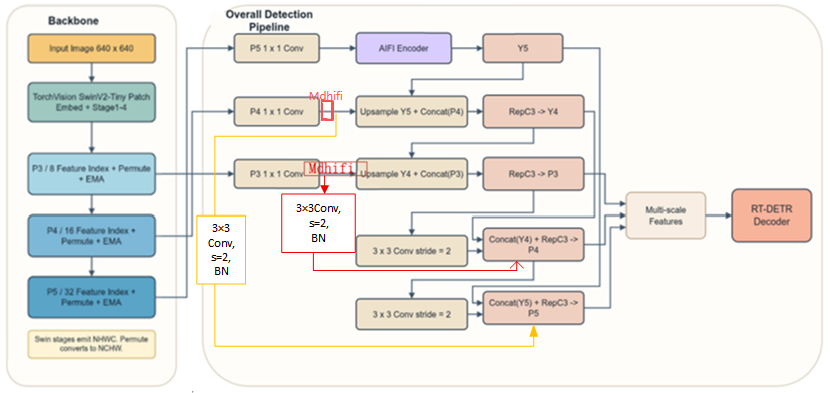 Backbone
Input Image 640 x 640
TorchVision SwinV2-Tiny Patch
Embed + Stage1-4
P3 / 8 Feature Index + Permute
+ EMA
P4 / 16 Feature Index +
Permute + EMA
P5 / 32 Feature Index +
Permute + EMA
Swin stages emit NHWC. Permute
converts to NCHW.
Overall Detection
Pipeline
P5 1 x 1 Conv
AIFI Encoder
Y5
Mdhifi
P4 1 x 1 Conv
Upsample Y5 + Concat(P4)
RepC3 -> Y4
P3 1 x 1 Conv
Mdhifi
Upsample Y4 + Concat(P3)
RepC3 -> P3
3×3
Conv,
s=2,
BN
3×3Conv,
s=2,
BN
3 x 3 Conv stride = 2
Concat(Y4) + RepC3 ->
P4
3 x 3 Conv stride = 2
Concat(Y5) + RepC3 ->
P5
Multi-scale
Features
RT-DETR
Decoder